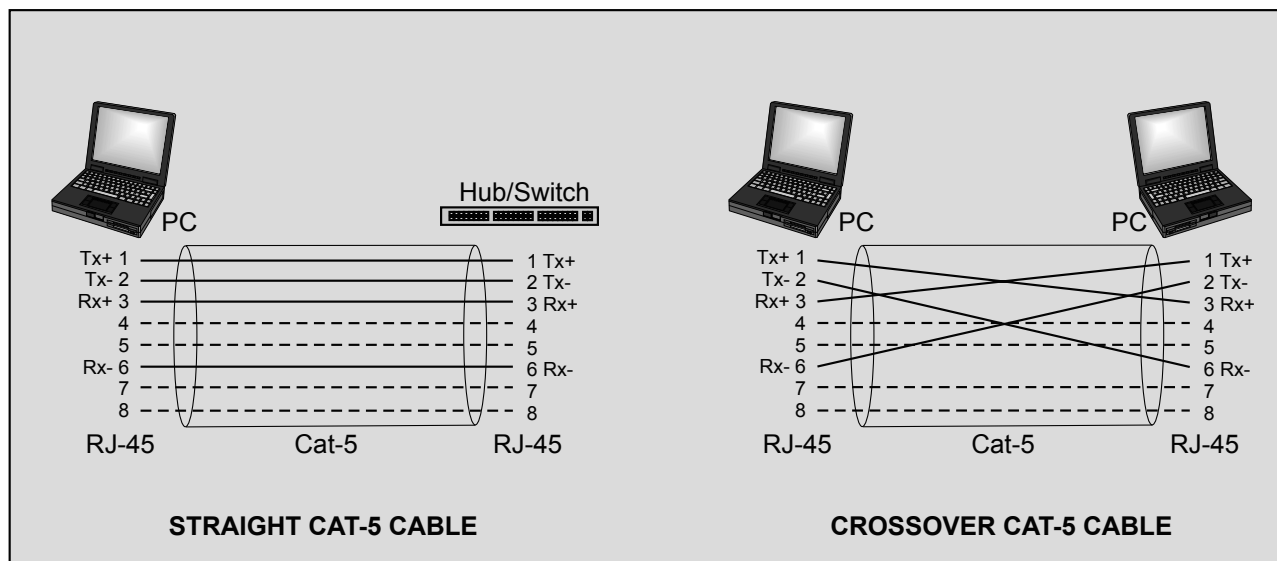 Hub/Switch
PC
Tx+ 1
Tx- 2
Rx+ 3
4
5
Rx- 6
7
8
1 Tx+
2 Tx-
3 Rx+
4
5
6 Rx-
7
8
RJ-45 Cat-5 RJ-45
STRAIGHT CAT-5 CABLE
PC PC
Tx+ 1
Tx- 2
Rx+ 3
4
5
Rx- 6
7
8
1 Tx+
2 Tx-
3 Rx+
4
5
6 Rx-
7
8
RJ-45 Cat-5 RJ-45
CROSSOVER CAT-5 CABLE